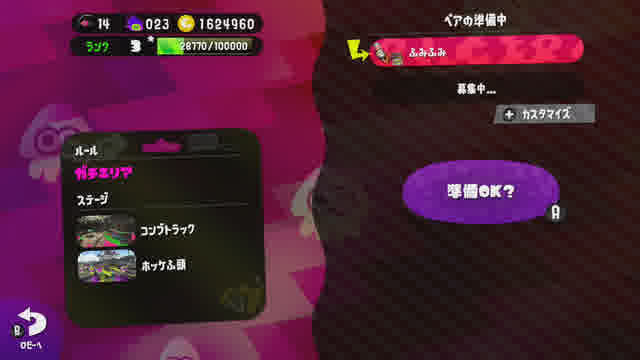 14
023
1624960
ランク
3
28770/100000
ペアの準備中
ふみふみ
募集中...
カスタマイズ
ルール
ガチエリア
ステージ
コンブトラック
ホッケふ頭
準備OK?
A
B
ロビーへ